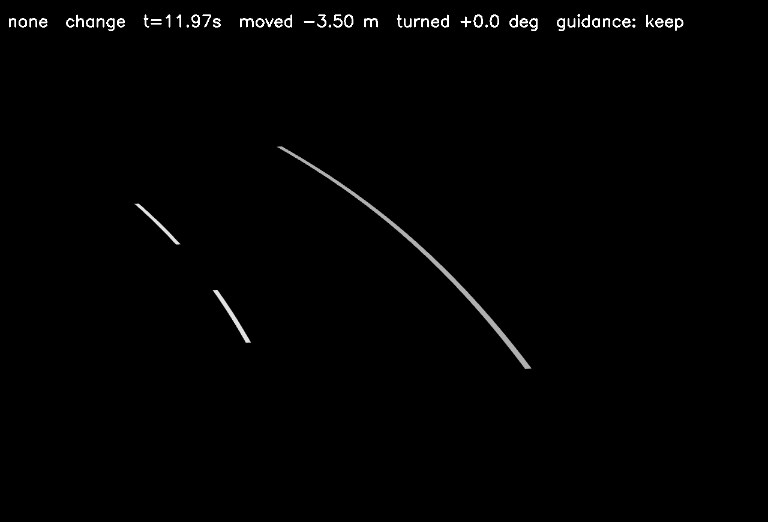 none change t=11.97s moved −3.50 m turned +0.0 deg guidance: keep